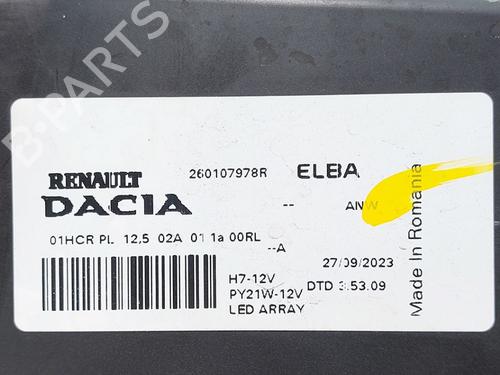 B-PARTS
RENAULT 260107978R ELBA
DACIA -- ANW
01HCR PL 12,5 02A 01 1a 00RL
--A
27/09/2023
H7-12V
PY21W-12V DTD 3.53.09
LED ARRAY
Made In Romania